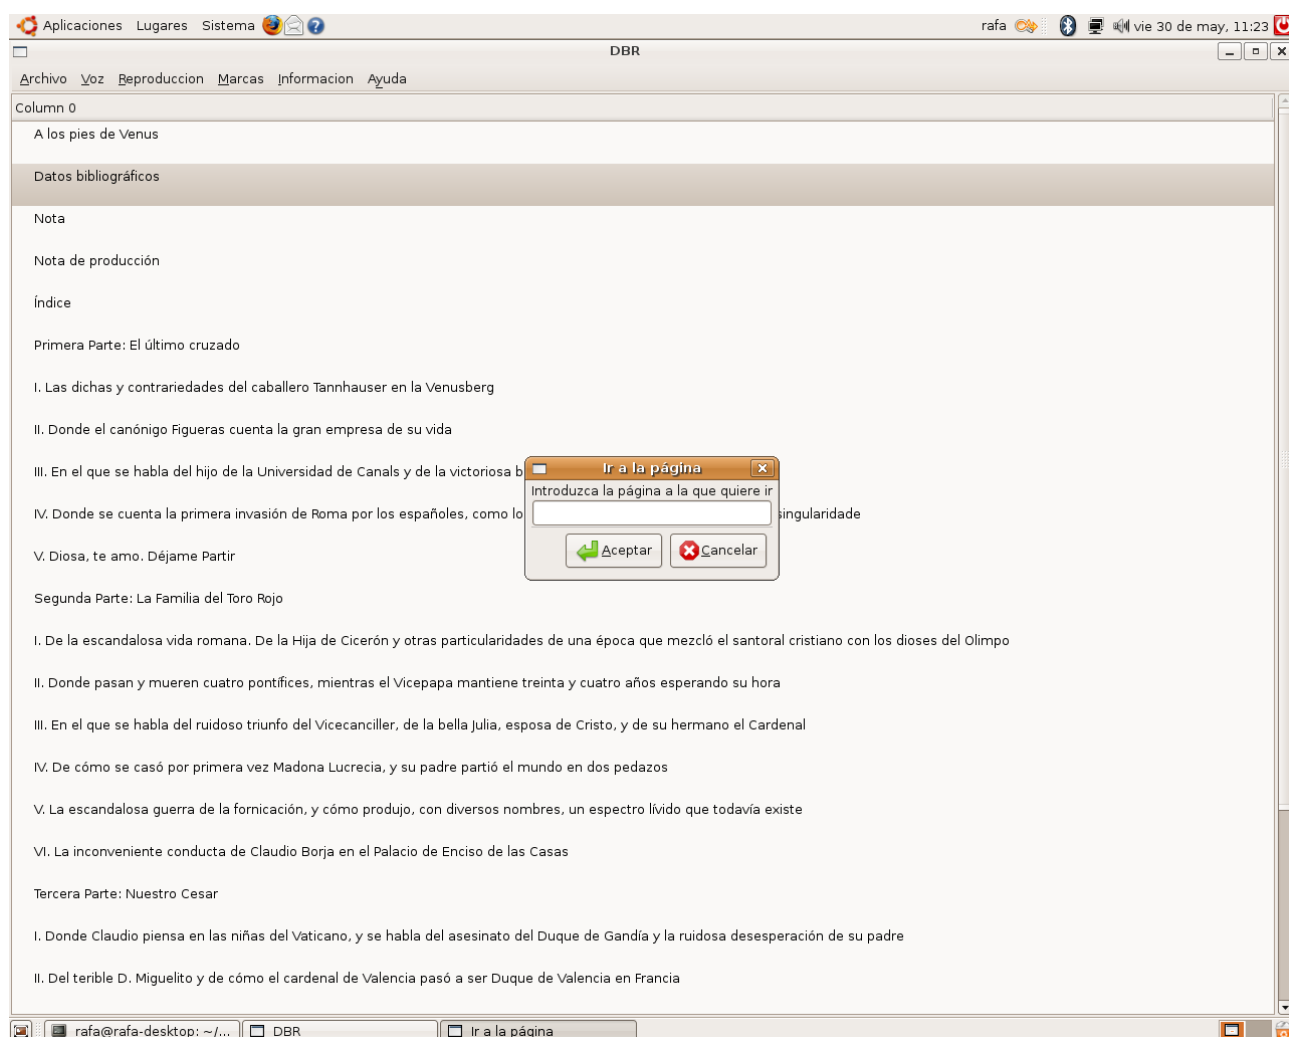 Aplicaciones Lugares Sistema rafa vie 30 de may, 11:23
DBR
Archivo Voz Reproduccion Marcas Informacion Ayuda
Column 0
A los pies de Venus
Datos bibliográficos
Nota
Nota de producción
Índice
Primera Parte: El último cruzado
I. Las dichas y contrariedades del caballero Tannhauser en la Venusberg
II. Donde el canónigo Figueras cuenta la gran empresa de su vida
III. En el que se habla del hijo de la Universidad de Canals y de la victoriosa b
IV. Donde se cuenta la primera invasión de Roma por los españoles, como lo singularidade
V. Diosa, te amo. Déjame Partir
Segunda Parte: La Familia del Toro Rojo
I. De la escandalosa vida romana. De la Hija de Cicerón y otras particularidades de una época que mezcló el santoral cristiano con los dioses del Olimpo
II. Donde pasan y mueren cuatro pontífices, mientras el Vicepapa mantiene treinta y cuatro años esperando su hora
III. En el que se habla del ruidoso triunfo del Vicecanciller, de la bella Julia, esposa de Cristo, y de su hermano el Cardenal
IV. De cómo se casó por primera vez Madona Lucrecia, y su padre partió el mundo en dos pedazos
V. La escandalosa guerra de la fornicación, y cómo produjo, con diversos nombres, un espectro lívido que todavía existe
VI. La inconveniente conducta de Claudio Borja en el Palacio de Enciso de las Casas
Tercera Parte: Nuestro Cesar
I. Donde Claudio piensa en las niñas del Vaticano, y se habla del asesinato del Duque de Gandía y la ruidosa desesperación de su padre
II. Del terible D. Miguelito y de cómo el cardenal de Valencia pasó a ser Duque de Valencia en Francia
Ir a la página
Introduzca la página a la que quiere ir
Aceptar Cancelar
rafa@rafa-desktop: ~/... DBR Ir a la página